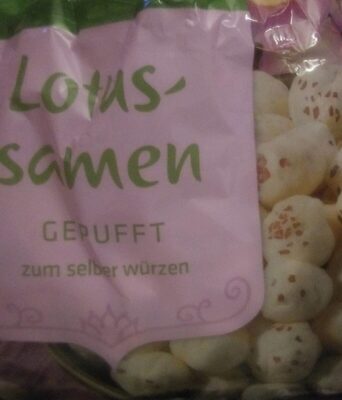 Lotus-
samen
GEPUFFT
zum selber würzen